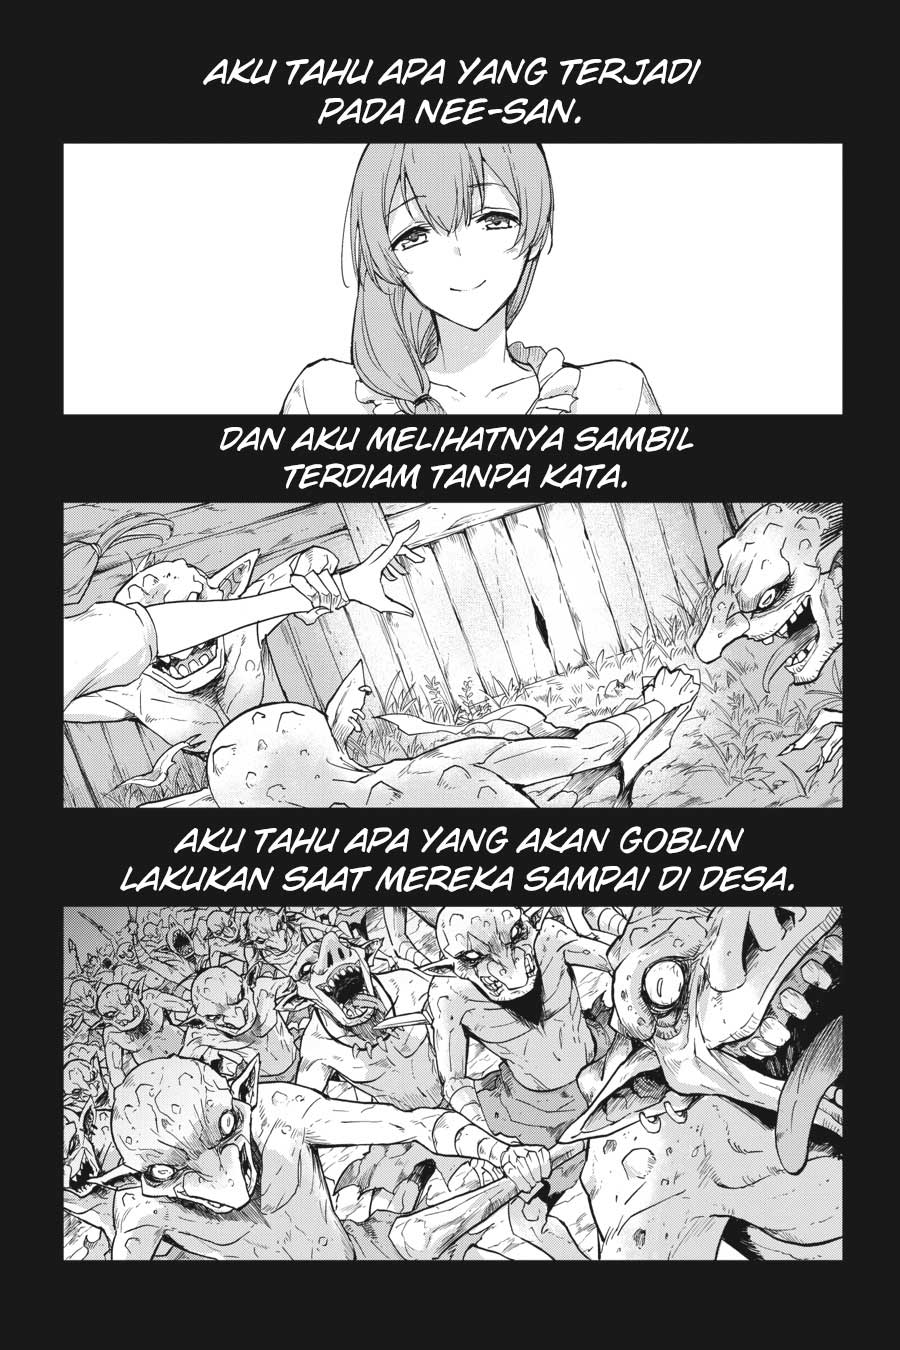 AKU TAHU APA YANG TERJADI
PADA NEE-SAN.
DAN AKU MELIHATNYA SAMBIL
TERDIAM TANPA KATA.
AKU TAHU APA YANG AKAN GOBLIN
LAKUKAN SAAT MEREKA SAMPAI DI DESA.